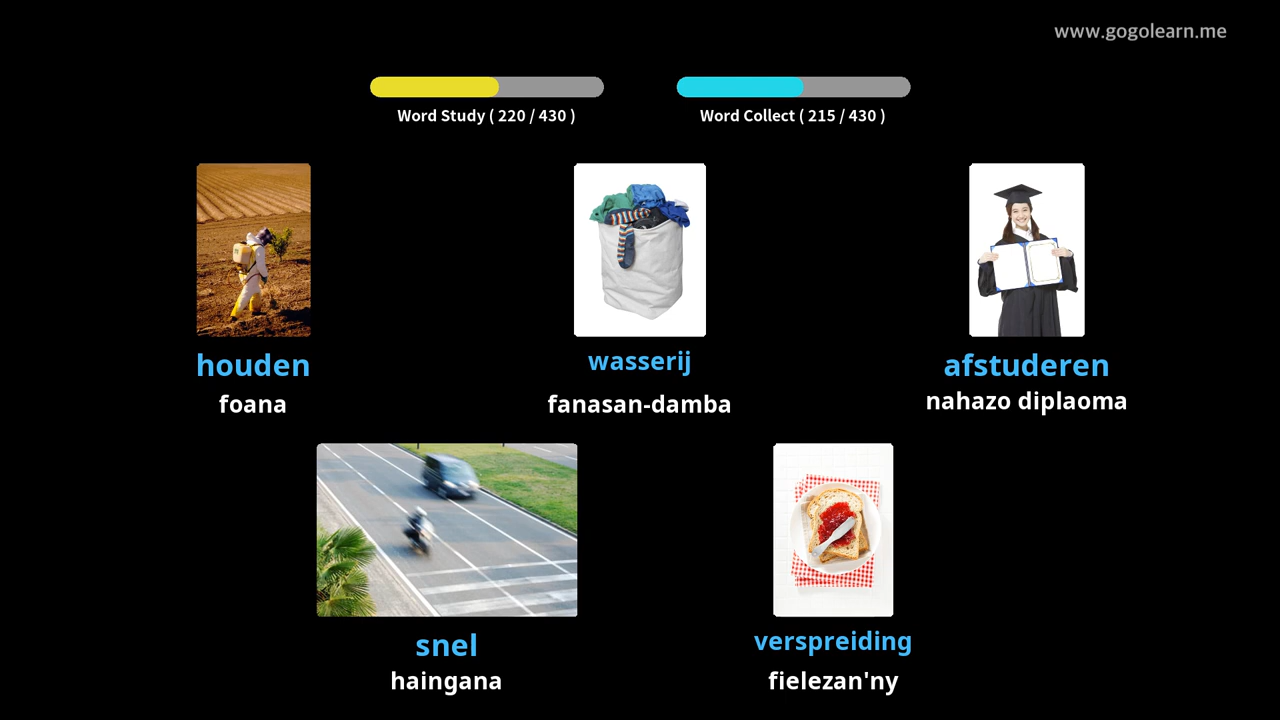 www.gogolearn.me
Word Study ( 220 / 430 )
Word Collect ( 215 / 430 )
houden
foana
wasserij
fanasan-damba
afstuderen
nahazo diplaoma
snel
haingana
verspreiding
fielezan'ny